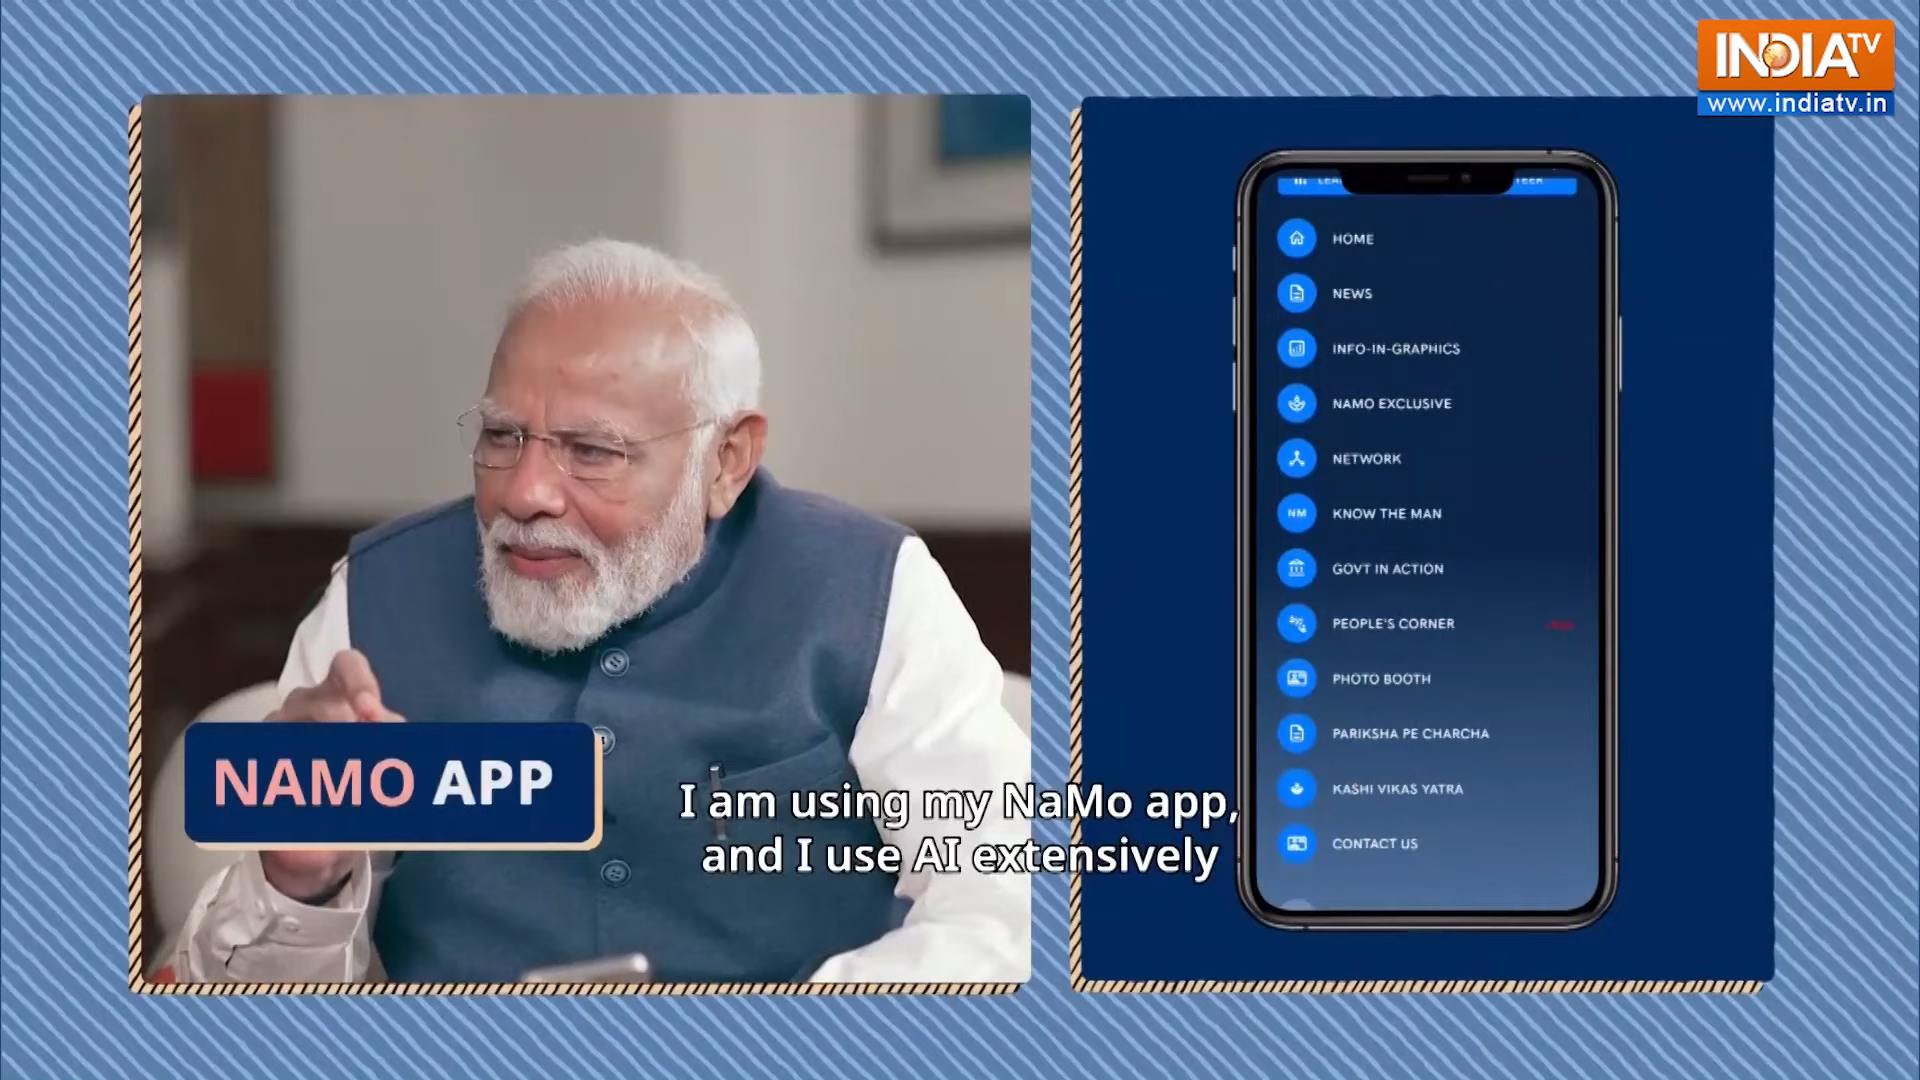 INDIA TV
www.indiatv.in
HOME
NEWS
INFO-IN-GRAPHICS
NAMO EXCLUSIVE
NETWORK
NM
KNOW THE MAN
GOVT IN ACTION
PEOPLE'S CORNER
PHOTO BOOTH
PARIKSHA PE CHARCHA
KASHI VIKAS YATRA
CONTACT US
NAMO APP
I am using my NaMo app,
and I use AI extensively